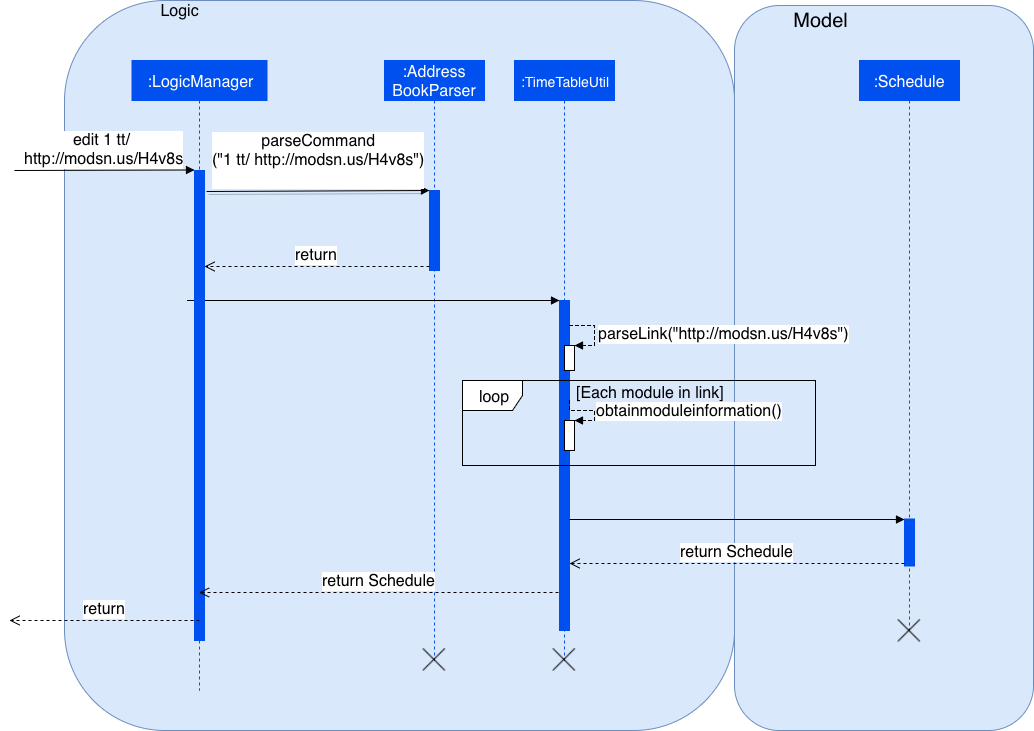 Logic
Model
:LogicManager
:Address
BookParser
:TimeTableUtil
:Schedule
edit 1 tt/
http://modsn.us/H4v8s
parseCommand
("1 tt/ http://modsn.us/H4v8s")
return
parseLink("http://modsn.us/H4v8s")
loop
[Each module in link]
obtainmoduleinformation()
return Schedule
return Schedule
return